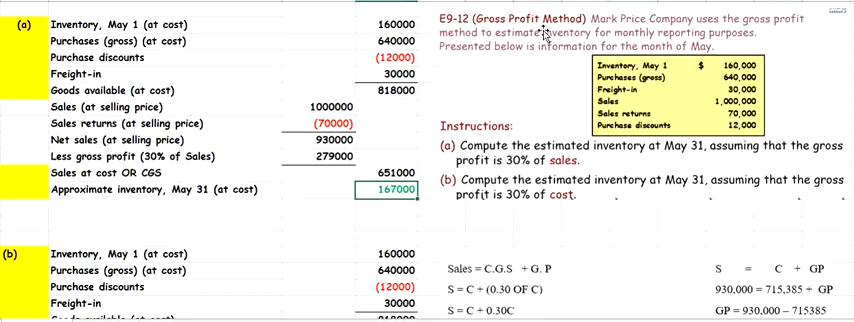 (a) Inventory, May 1 (at cost) 160000
Purchases (gross) (at cost) 640000
Purchase discounts (12000)
Freight-in 30000
Goods available (at cost) 818000
Sales (at selling price) 1000000
Sales returns (at selling price) (70000)
Net sales (at selling price) 930000
Less gross profit (30% of Sales) 279000
Sales at cost OR CGS 651000
Approximate inventory, May 31 (at cost) 167000
E9-12 (Gross Profit Method) Mark Price Company uses the gross profit
method to estimate inventory for monthly reporting purposes.
Presented below is information for the month of May.
Inventory, May 1 $ 160,000
Purchases (gross) 640,000
Freight-in 30,000
Sales 1,000,000
Sales returns 70,000
Purchase discounts 12,000
Instructions:
(a) Compute the estimated inventory at May 31, assuming that the gross
profit is 30% of sales.
(b) Compute the estimated inventory at May 31, assuming that the gross
profit is 30% of cost.
(b) Inventory, May 1 (at cost) 160000
Purchases (gross) (at cost) 640000
Purchase discounts (12000)
Freight-in 30000
Sales = C.G.S + G. P
S = C + (0.30 OF C)
S = C + 0.30C
S = C + GP
930,000 = 715,385 + GP
GP = 930,000 – 715385